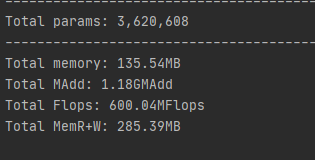 Total params: 3,620,608
Total memory: 135.54MB
Total MAdd: 1.18GMAdd
Total Flops: 600.04MFlops
Total MemR+W: 285.39MB